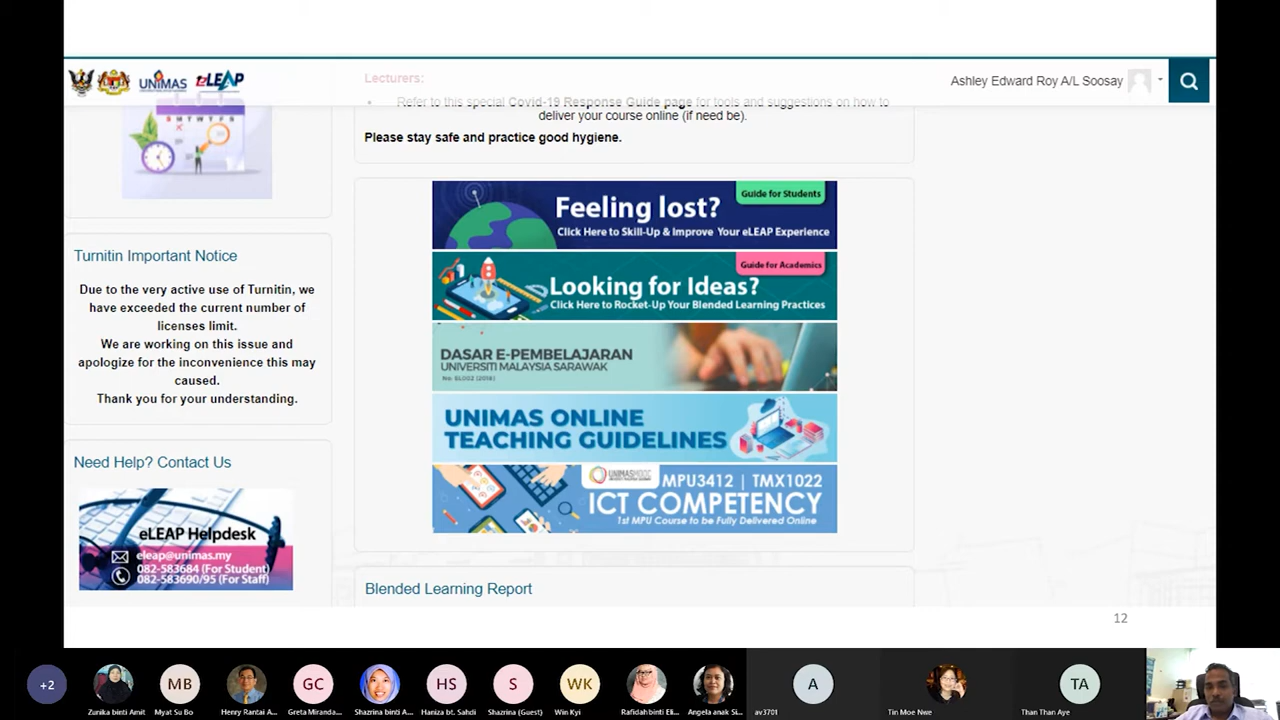 UNIMAS
eLEAP
Ashley Edward Roy A/L Soosay
Lecturers:
Refer to this special Covid-19 Response Guide page for tools and suggestions on how to
deliver your course online (if need be).
Please stay safe and practice good hygiene.
S M T W T F S
Turnitin Important Notice
Due to the very active use of Turnitin, we
have exceeded the current number of
licenses limit.
We are working on this issue and
apologize for the inconvenience this may
caused.
Thank you for your understanding.
Need Help? Contact Us
eLEAP Helpdesk
eleap@unimas.my
082-583684 (For Student)
082-583690/95 (For Staff)
Guide for Students
Feeling lost?
Click Here to Skill-Up & Improve Your eLEAP Experience
Guide for Academics
Looking for Ideas?
Click Here to Rocket-Up Your Blended Learning Practices
DASAR E-PEMBELAJARAN
UNIVERSITI MALAYSIA SARAWAK
No: SL002 (2018)
UNIMAS ONLINE
TEACHING GUIDELINES
UNIMASMOOC
MPU3412 | TMX1022
ICT COMPETENCY
1st MPU Course to be Fully Delivered Online
Blended Learning Report
12
+2
MB
GC
HS
S
WK
A
TA
Zunika binti Amit
Myat Su Bo
Henry Rantai A...
Greta Miranda...
Shazrina binti A...
Haniza bt. Sahdi
Shazrina (Guest)
Win Kyi
Rafidah binti Eli...
Angela anak Si...
av3701
Tin Moe Nwe
Than Than Aye